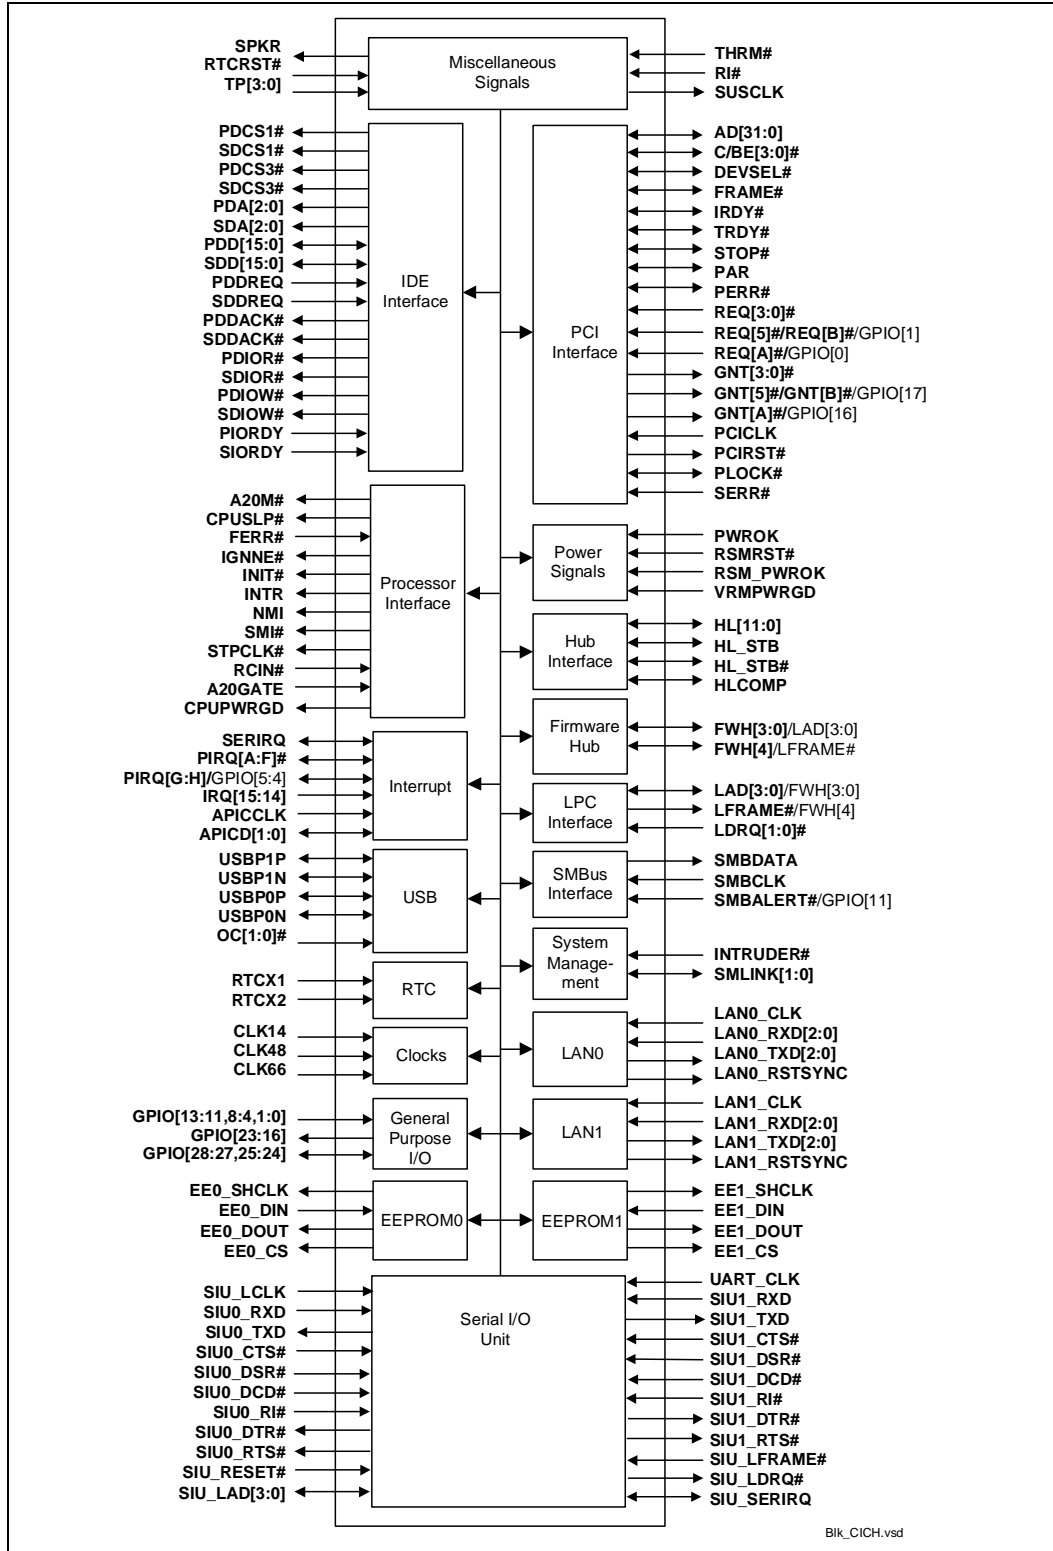 SPKR
RTCRST#
TP[3:0]
Miscellaneous
Signals
THRM#
RI#
SUSCLK
PDCS1#
SDCS1#
PDCS3#
SDCS3#
PDA[2:0]
SDA[2:0]
PDD[15:0]
SDD[15:0]
PDDREQ
SDDREQ
PDDACK#
SDDACK#
PDIOR#
SDIOR#
PDIOW#
SDIOW#
PIORDY
SIORDY
IDE
Interface
PCI
Interface
AD[31:0]
C/BE[3:0]#
DEVSEL#
FRAME#
IRDY#
TRDY#
STOP#
PAR
PERR#
REQ[3:0]#
REQ[5]#/REQ[B]#/GPIO[1]
REQ[A]#/GPIO[0]
GNT[3:0]#
GNT[5]#/GNT[B]#/GPIO[17]
GNT[A]#/GPIO[16]
PCICLK
PCIRST#
PLOCK#
SERR#
A20M#
CPUSLP#
FERR#
IGNNE#
INIT#
INTR
NMI
SMI#
STPCLK#
RCIN#
A20GATE
CPUPWRGD
Processor
Interface
Power
Signals
PWROK
RSMRST#
RSM_PWROK
VRMPWRGD
Hub
Interface
HL[11:0]
HL_STB
HL_STB#
HLCOMP
Firmware
Hub
FWH[3:0]/LAD[3:0]
FWH[4]/LFRAME#
SERIRQ
PIRQ[A:F]#
PIRQ[G:H]/GPIO[5:4]
IRQ[15:14]
APICCLK
APICD[1:0]
Interrupt
LPC
Interface
LAD[3:0]/FWH[3:0]
LFRAME#/FWH[4]
LDRQ[1:0]#
USBP1P
USBP1N
USBP0P
USBP0N
OC[1:0]#
USB
SMBus
Interface
SMBDATA
SMBCLK
SMBALERT#/GPIO[11]
System
Manage-
ment
INTRUDER#
SMLINK[1:0]
RTCX1
RTCX2
RTC
CLK14
CLK48
CLK66
Clocks
LAN0
LAN0_CLK
LAN0_RXD[2:0]
LAN0_TXD[2:0]
LAN0_RSTSYNC
GPIO[13:11,8:4,1:0]
GPIO[23:16]
GPIO[28:27,25:24]
General
Purpose
I/O
LAN1
LAN1_CLK
LAN1_RXD[2:0]
LAN1_TXD[2:0]
LAN1_RSTSYNC
EE0_SHCLK
EE0_DIN
EE0_DOUT
EE0_CS
EEPROM0
EEPROM1
EE1_SHCLK
EE1_DIN
EE1_DOUT
EE1_CS
SIU_LCLK
SIU0_RXD
SIU0_TXD
SIU0_CTS#
SIU0_DSR#
SIU0_DCD#
SIU0_RI#
SIU0_DTR#
SIU0_RTS#
SIU_RESET#
SIU_LAD[3:0]
Serial I/O
Unit
UART_CLK
SIU1_RXD
SIU1_TXD
SIU1_CTS#
SIU1_DSR#
SIU1_DCD#
SIU1_RI#
SIU1_DTR#
SIU1_RTS#
SIU_LFRAME#
SIU_LDRQ#
SIU_SERIRQ
Blk_CICH.vsd